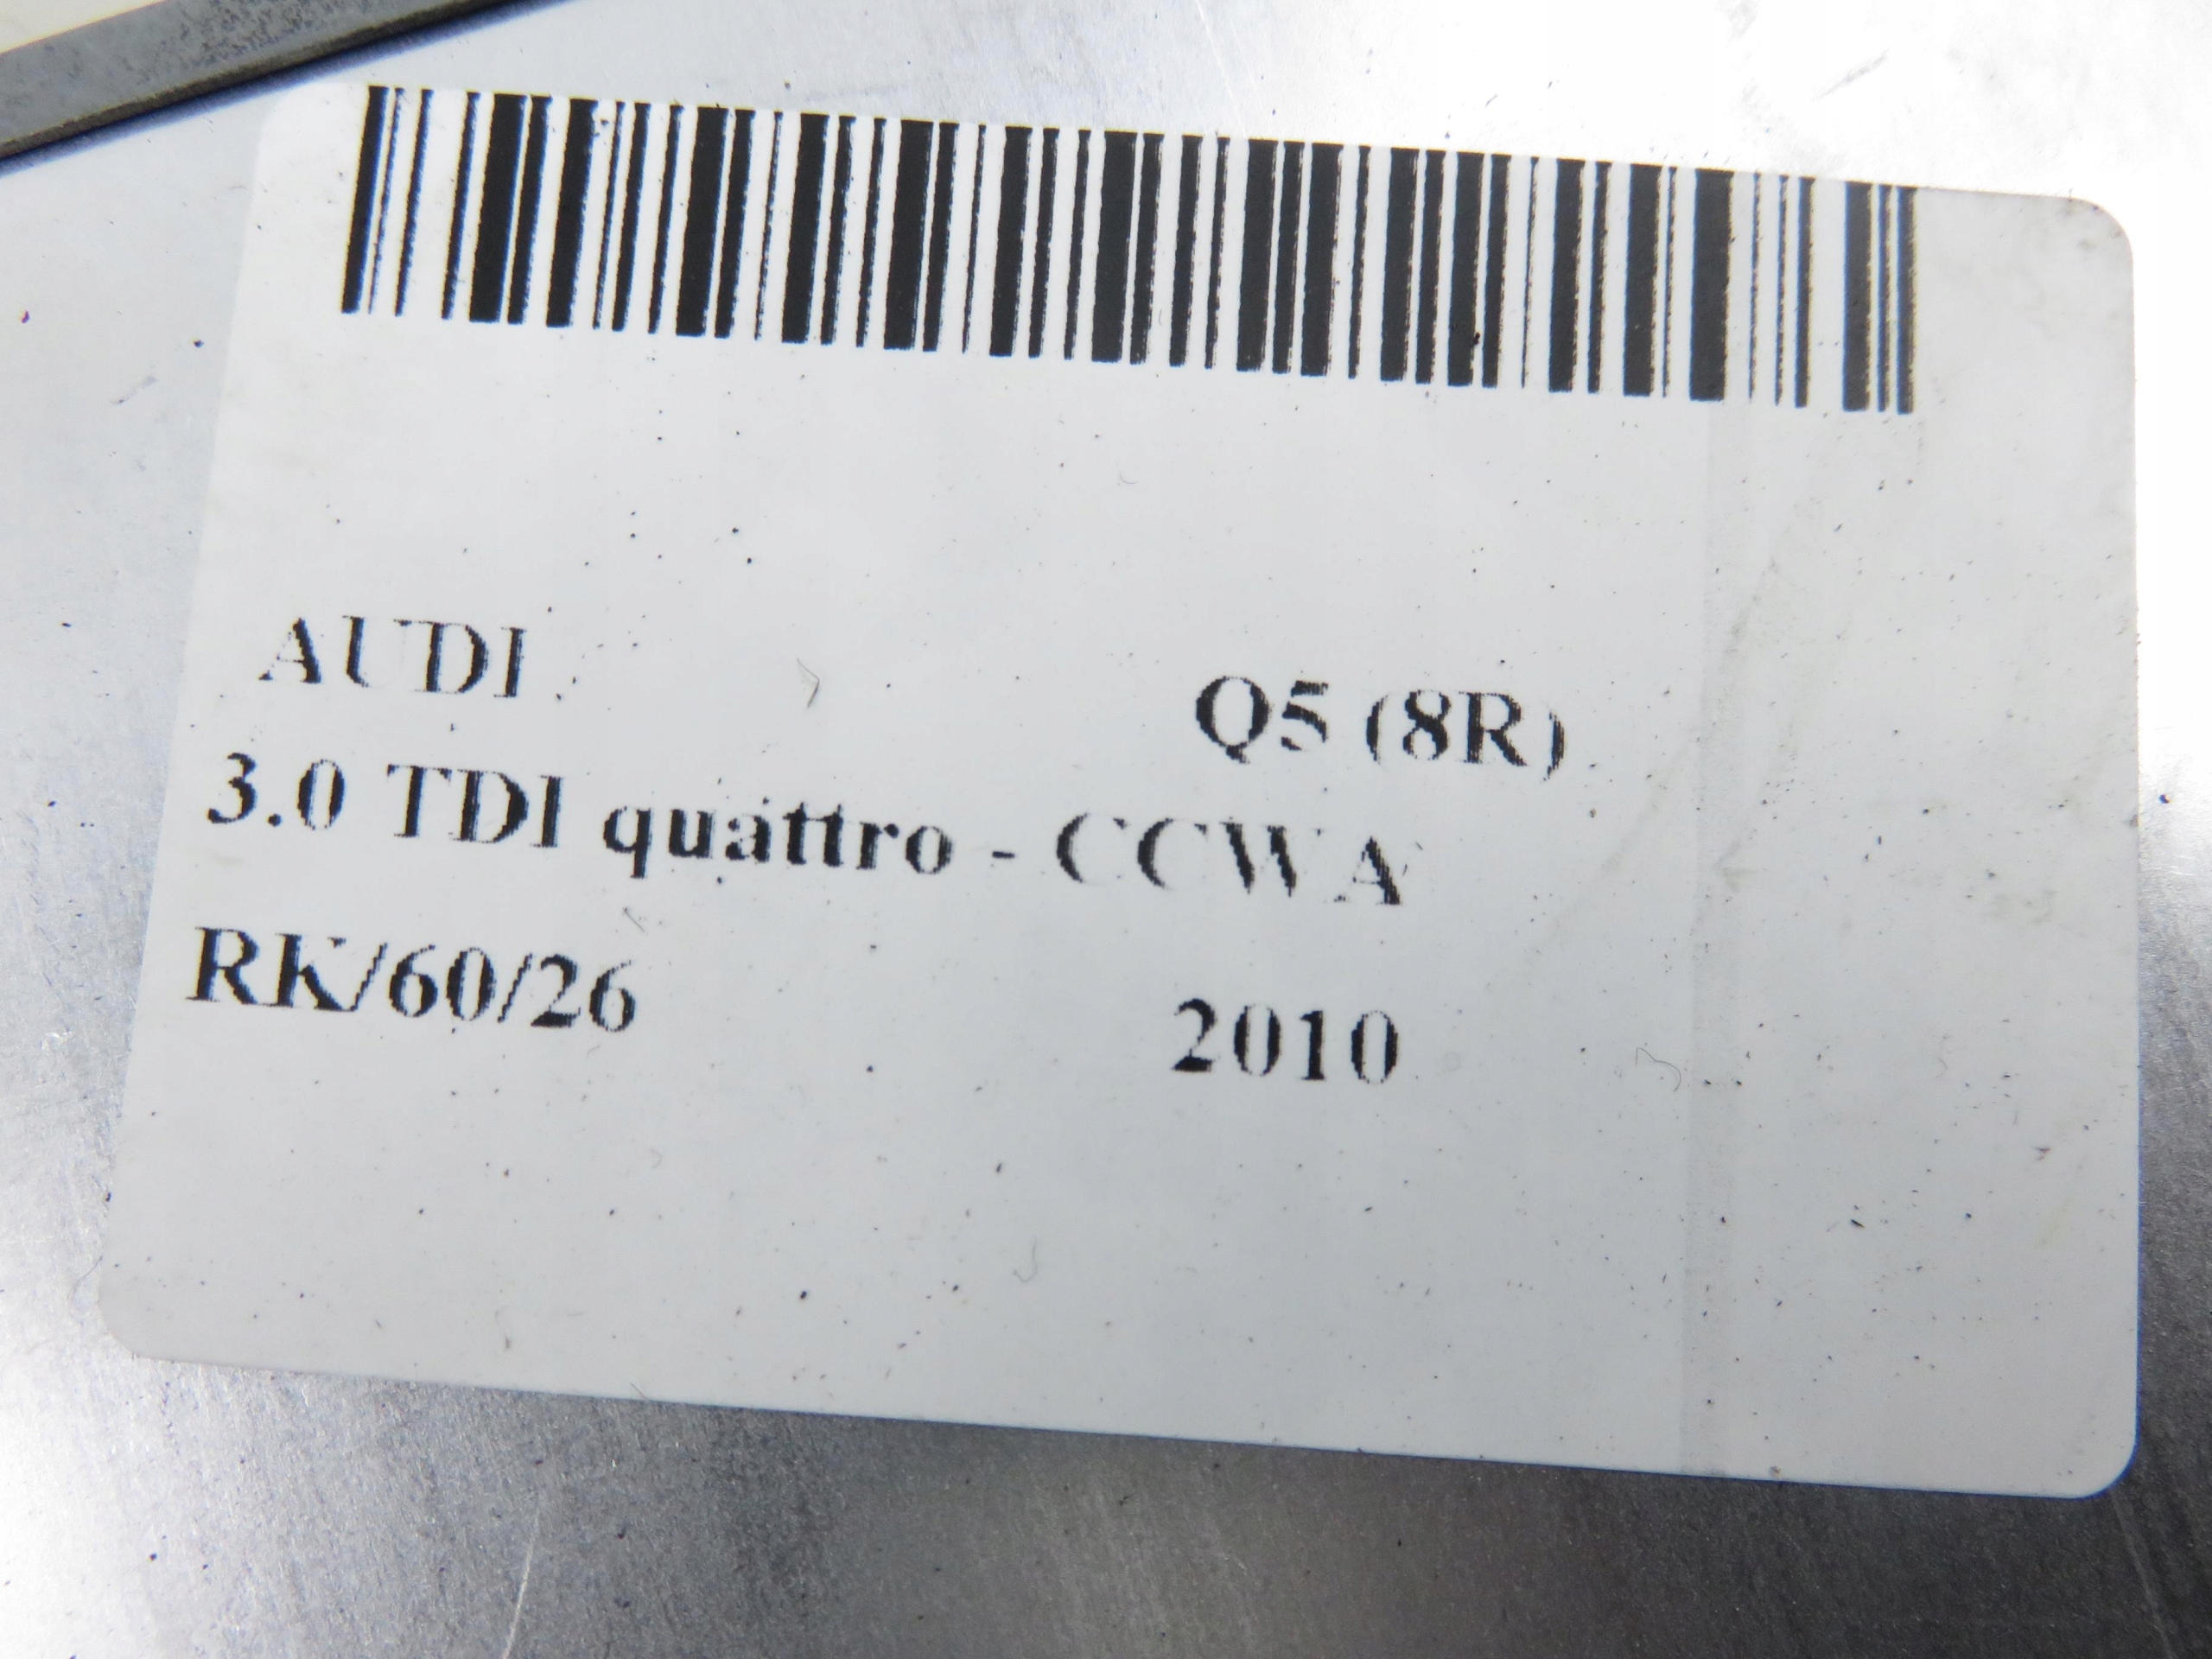 AUDI Q5 (8R)
3.0 TDI quattro - CCWA
RK/60/26 2010